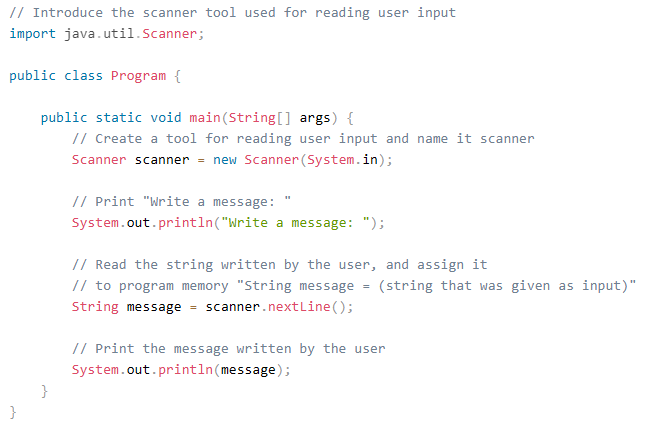 // Introduce the scanner tool used for reading user input
import java.util.Scanner;
public class Program {
public static void main(String[] args) {
// Create a tool for reading user input and name it scanner
Scanner scanner = new Scanner(System.in);
// Print "Write a message: "
System.out.println("Write a message: ");
// Read the string written by the user, and assign it
// to program memory "String message = (string that was given as input)"
String message = scanner.nextLine();
// Print the message written by the user
System.out.println(message);
}
}